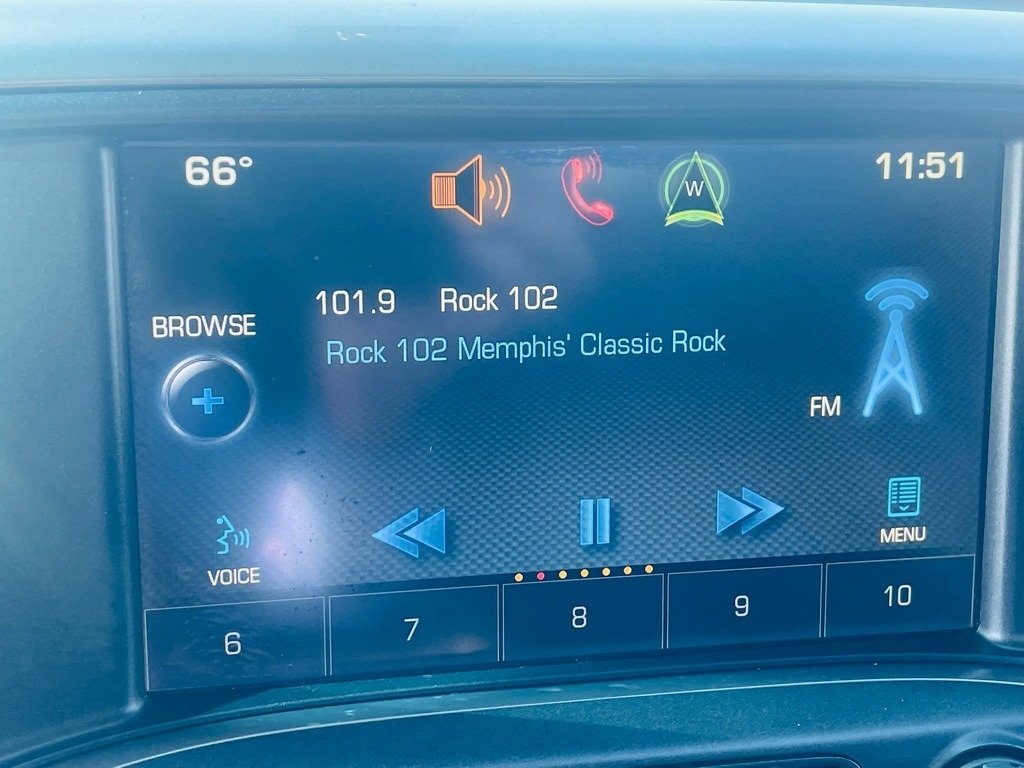 66°
W
11:51
101.9 Rock 102
BROWSE
Rock 102 Memphis' Classic Rock
FM
VOICE
MENU
6 7 8 9 10